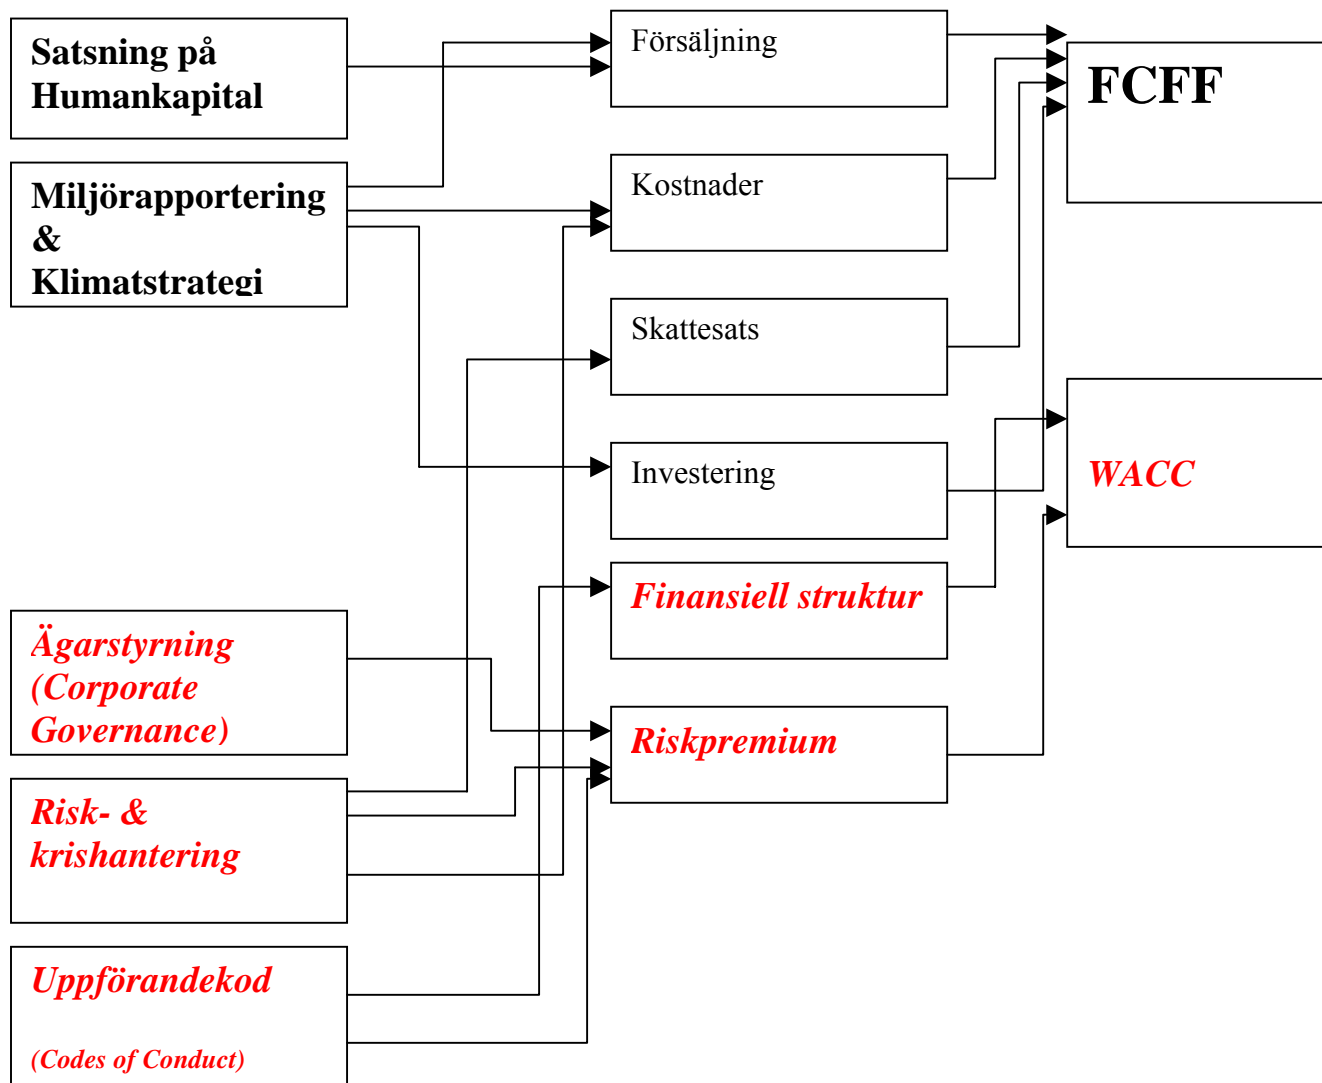 Satsning på
Humankapital
Miljörapportering
&
Klimatstrategi
Ägarstyrning
(Corporate
Governance)
Risk- &
krishantering
Uppförandekod
(Codes of Conduct)
Försäljning
Kostnader
Skattesats
Investering
Finansiell struktur
Riskpremium
FCFF
WACC